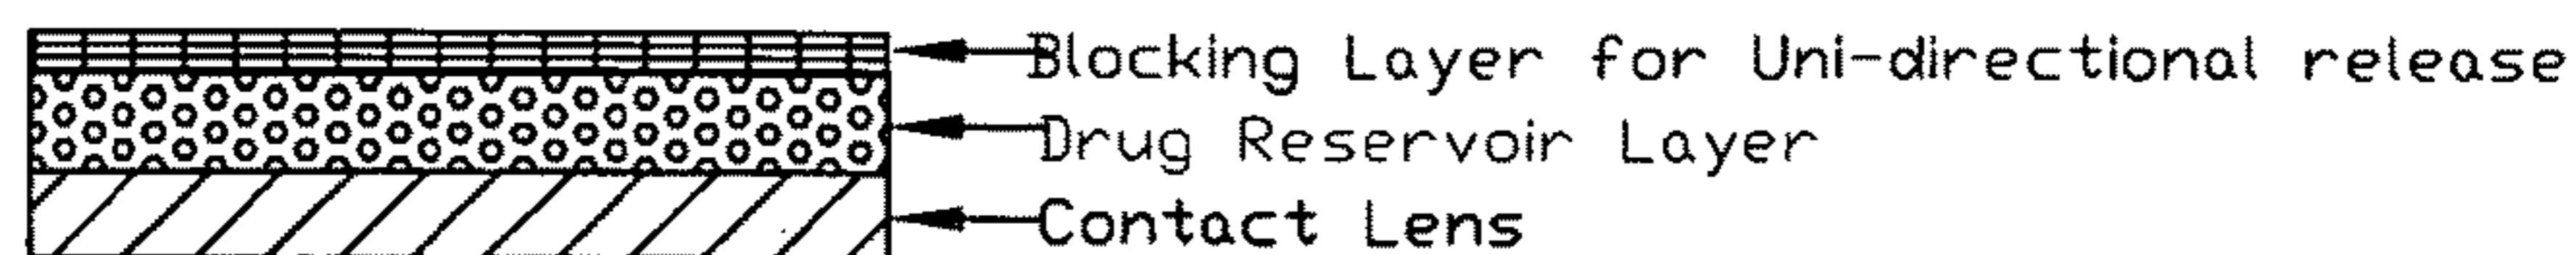 Blocking Layer for Uni-directional release
Drug Reservoir Layer
Contact Lens